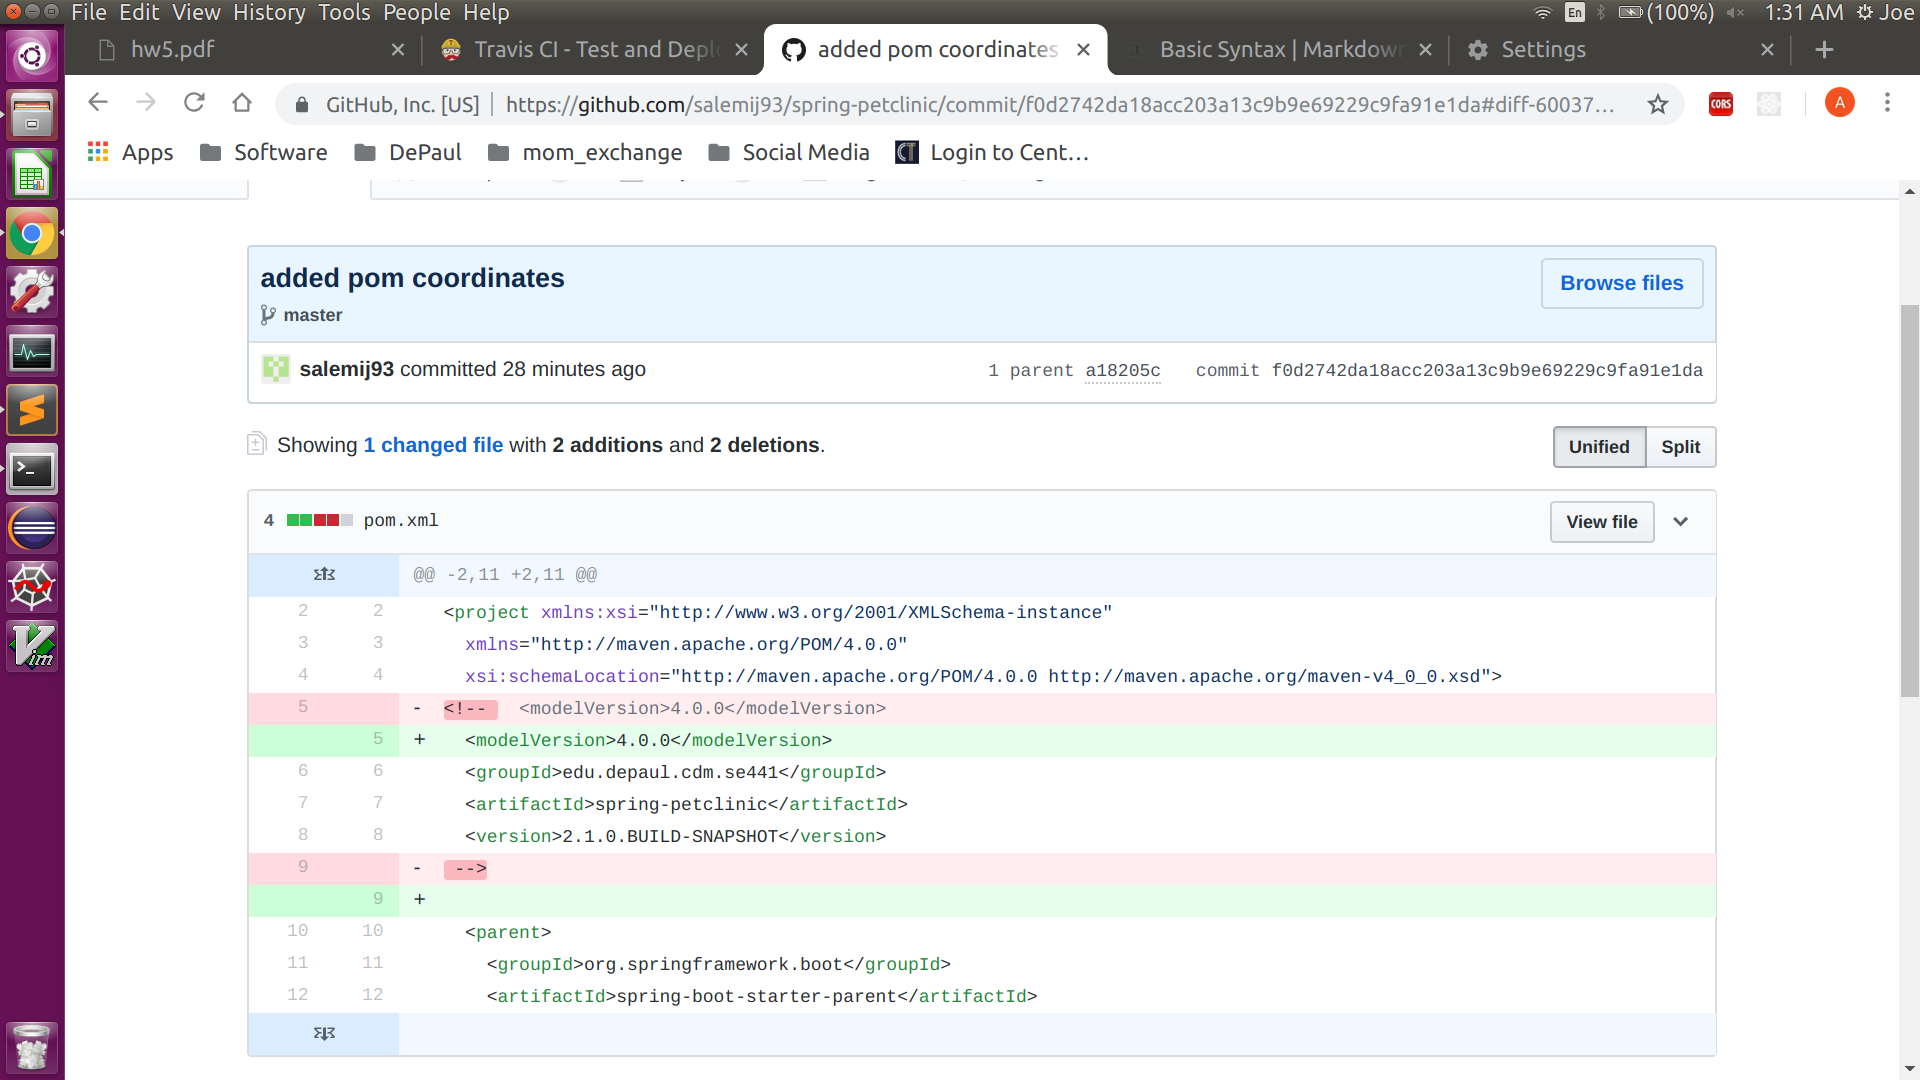 File Edit View History Tools People Help
En (100%) 1:31 AM Joe
hw5.pdf
Travis CI - Test and Deplo
added pom coordinates
Basic Syntax | Markdown
Settings
GitHub, Inc. [US] | https://github.com/salemij93/spring-petclinic/commit/f0d2742da18acc203a13c9b9e69229c9fa91e1da#diff-60037...
CORS
A
Apps
Software
DePaul
mom_exchange
Social Media
CT
Login to Cent...
added pom coordinates
master
Browse files
salemij93 committed 28 minutes ago
1 parent a18205c commit f0d2742da18acc203a13c9b9e69229c9fa91e1da
Showing 1 changed file with 2 additions and 2 deletions.
Unified Split
4 pom.xml
View file
@@ -2,11 +2,11 @@
2 2 <project xmlns:xsi="http://www.w3.org/2001/XMLSchema-instance"
3 3 xmlns="http://maven.apache.org/POM/4.0.0"
4 4 xsi:schemaLocation="http://maven.apache.org/POM/4.0.0 http://maven.apache.org/maven-v4_0_0.xsd">
5 - <!-- <modelVersion>4.0.0</modelVersion>
5 + <modelVersion>4.0.0</modelVersion>
6 6 <groupId>edu.depaul.cdm.se441</groupId>
7 7 <artifactId>spring-petclinic</artifactId>
8 8 <version>2.1.0.BUILD-SNAPSHOT</version>
9 - -->
9 +
10 10 <parent>
11 11 <groupId>org.springframework.boot</groupId>
12 12 <artifactId>spring-boot-starter-parent</artifactId>
>_
Vim